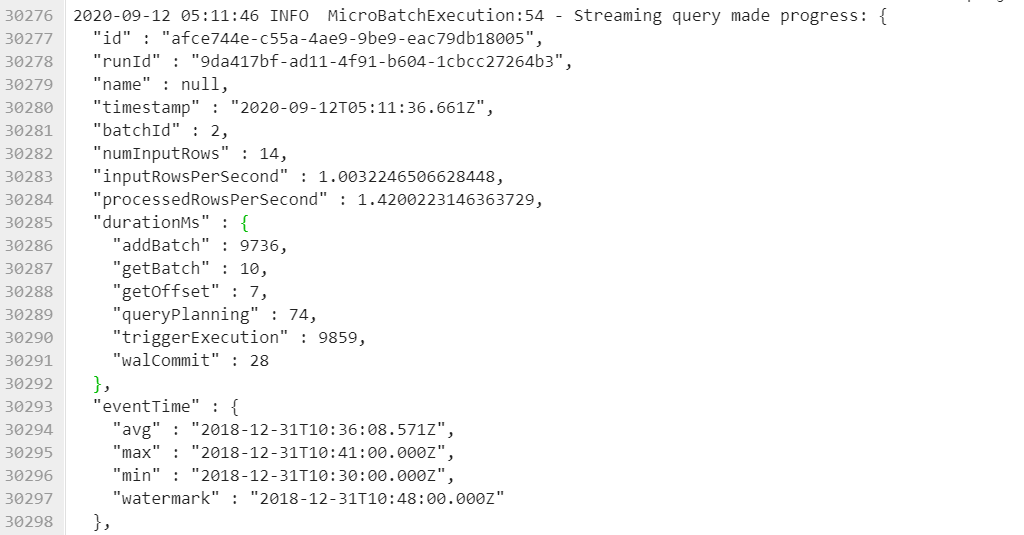 30276 2020-09-12 05:11:46 INFO  MicroBatchExecution:54 - Streaming query made progress: {
30277   "id" : "afce744e-c55a-4ae9-9be9-eac79db18005",
30278   "runId" : "9da417bf-ad11-4f91-b604-1cbcc27264b3",
30279   "name" : null,
30280   "timestamp" : "2020-09-12T05:11:36.661Z",
30281   "batchId" : 2,
30282   "numInputRows" : 14,
30283   "inputRowsPerSecond" : 1.0032246506628448,
30284   "processedRowsPerSecond" : 1.4200223146363729,
30285   "durationMs" : {
30286     "addBatch" : 9736,
30287     "getBatch" : 10,
30288     "getOffset" : 7,
30289     "queryPlanning" : 74,
30290     "triggerExecution" : 9859,
30291     "walCommit" : 28
30292   },
30293   "eventTime" : {
30294     "avg" : "2018-12-31T10:36:08.571Z",
30295     "max" : "2018-12-31T10:41:00.000Z",
30296     "min" : "2018-12-31T10:30:00.000Z",
30297     "watermark" : "2018-12-31T10:48:00.000Z"
30298   },